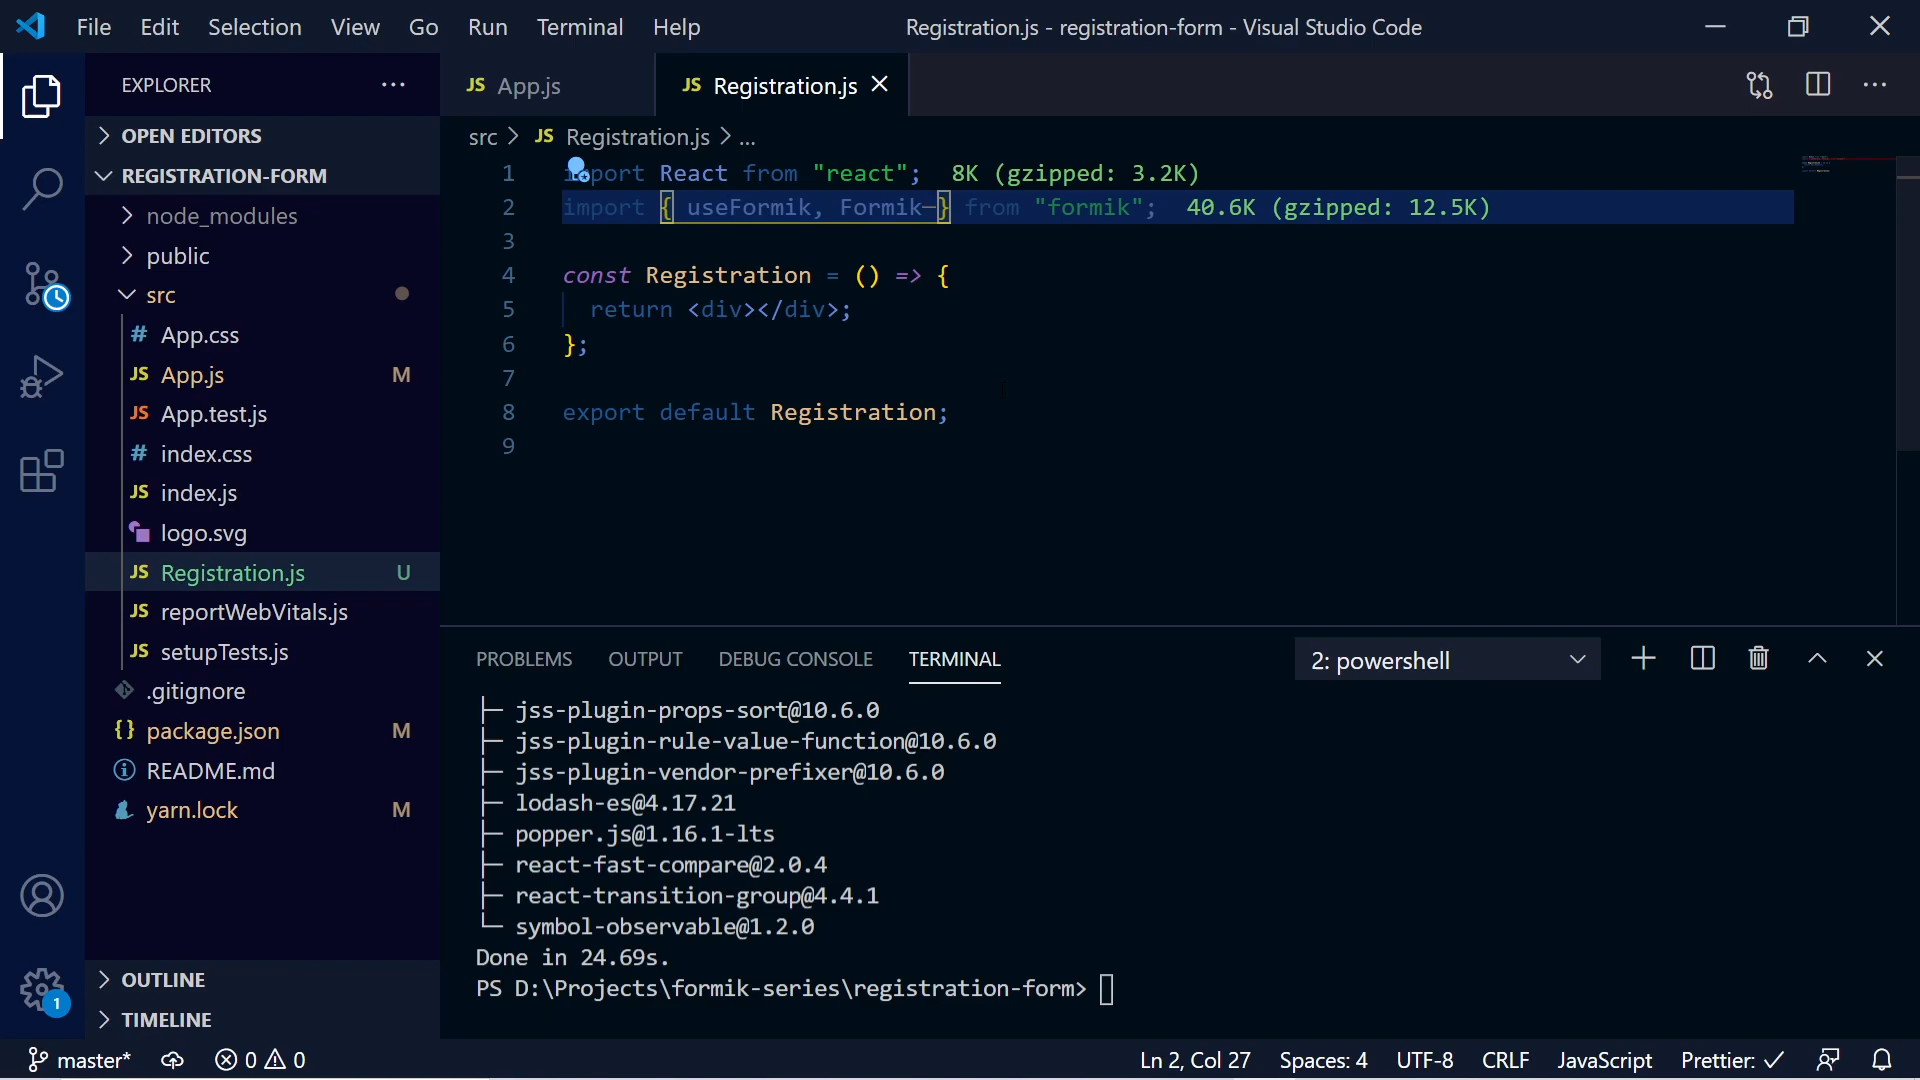 File Edit Selection View Go Run Terminal Help
Registration.js - registration-form - Visual Studio Code
EXPLORER
OPEN EDITORS
REGISTRATION-FORM
node_modules
public
src
# App.css
JS App.js M
JS App.test.js
# index.css
JS index.js
logo.svg
JS Registration.js U
JS reportWebVitals.js
JS setupTests.js
.gitignore
{} package.json M
README.md
yarn.lock M
OUTLINE
TIMELINE
1
JS App.js
JS Registration.js
src > JS Registration.js > ...
1 import React from "react"; 8K (gzipped: 3.2K)
2 import { useFormik, Formik } from "formik"; 40.6K (gzipped: 12.5K)
3
4 const Registration = () => {
5 return <div></div>;
6 };
7
8 export default Registration;
9
PROBLEMS OUTPUT DEBUG CONSOLE TERMINAL
2: powershell
├─ jss-plugin-props-sort@10.6.0
├─ jss-plugin-rule-value-function@10.6.0
├─ jss-plugin-vendor-prefixer@10.6.0
├─ lodash-es@4.17.21
├─ popper.js@1.16.1-lts
├─ react-fast-compare@2.0.4
├─ react-transition-group@4.4.1
└─ symbol-observable@1.2.0
Done in 24.69s.
PS D:\Projects\formik-series\registration-form>
master* 0 0
Ln 2, Col 27 Spaces: 4 UTF-8 CRLF JavaScript Prettier: ✓